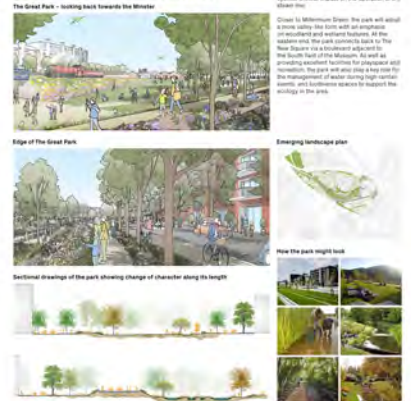 The Great Park – looking back towards the Minster
Closer to Millennium Green, the park will adopt
a more valley-like form with an emphasis
on woodland and wetland features. At the
eastern end, the park connects back to The
New Square via a boulevard adjacent to
the South Yard of the Museum. As well as
providing excellent facilities for playspace and
recreation, the park will also play a key role for
the management of water during high rainfall
events, and biodiverse spaces to support the
ecology in the area.
Edge of The Great Park
Emerging landscape plan
How the park might look
Sectional drawings of the park showing change of character along its length